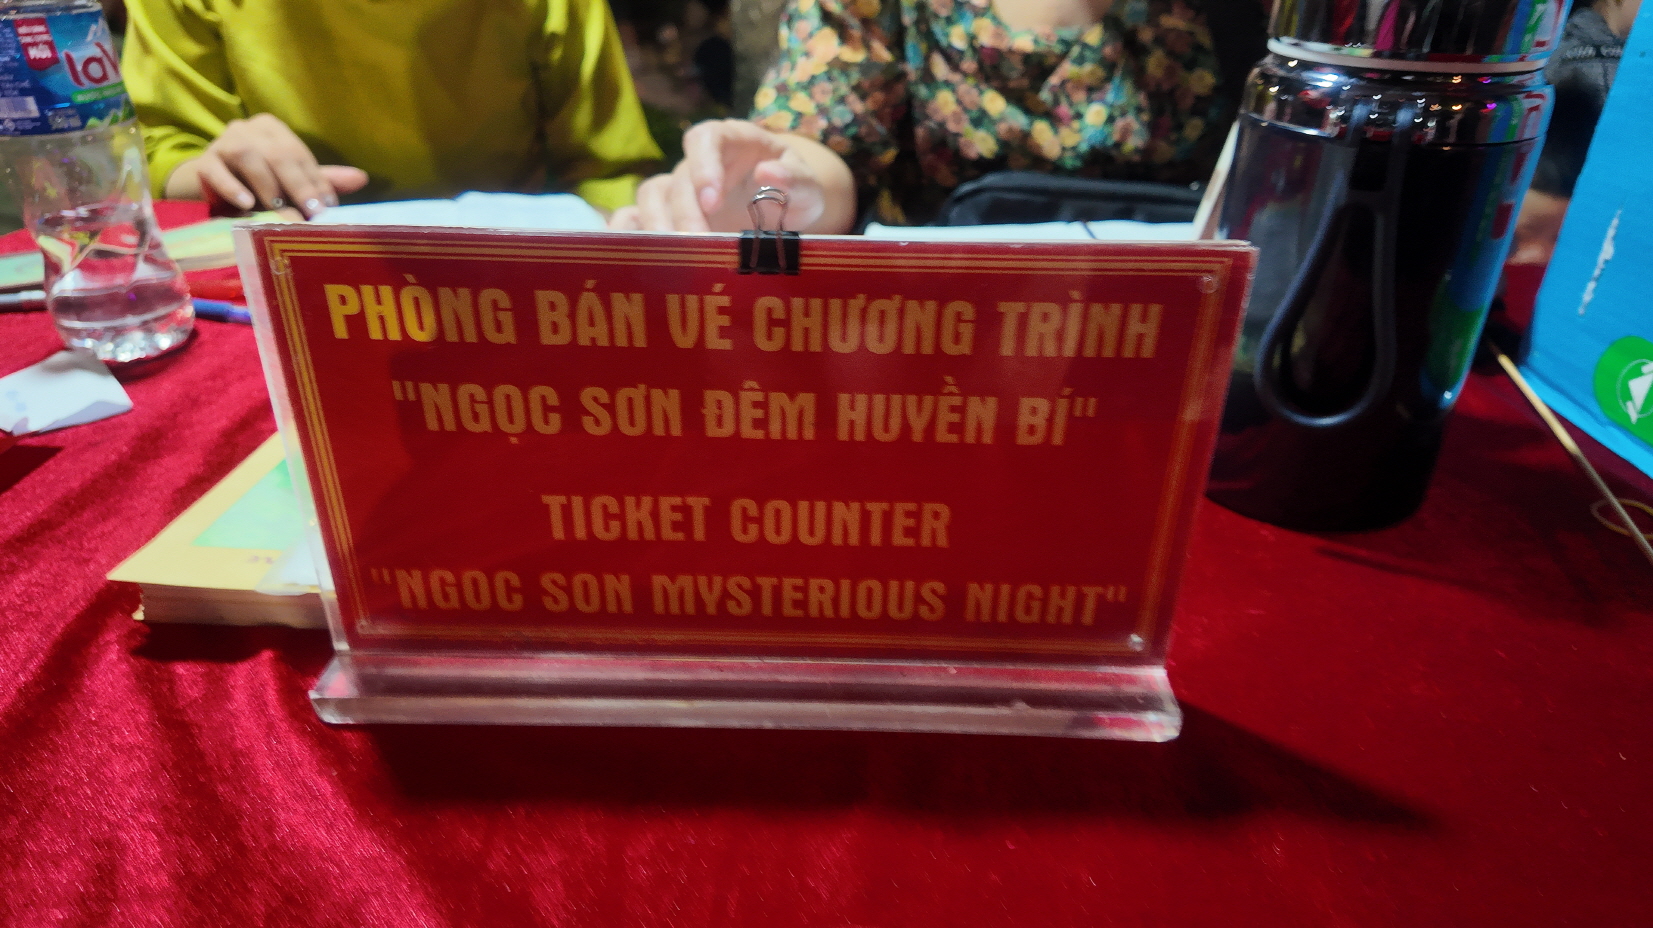 PHÒNG BÁN VÉ CHƯƠNG TRÌNH
"NGỌC SƠN ĐÊM HUYỀN BÍ"
TICKET COUNTER
"NGOC SON MYSTERIOUS NIGHT"